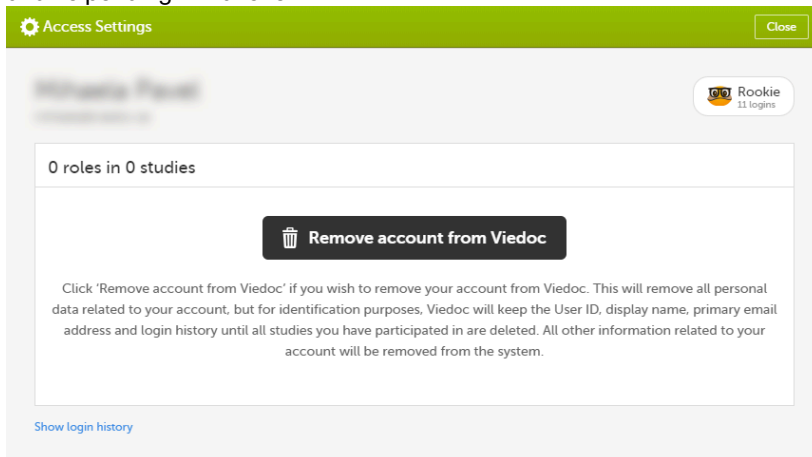 Access Settings
Close
Rookie
11 logins
0 roles in 0 studies
Remove account from Viedoc
Click ‘Remove account from Viedoc’ if you wish to remove your account from Viedoc. This will remove all personal
data related to your account, but for identification purposes, Viedoc will keep the User ID, display name, primary email
address and login history until all studies you have participated in are deleted. All other information related to your
account will be removed from the system.
Show login history